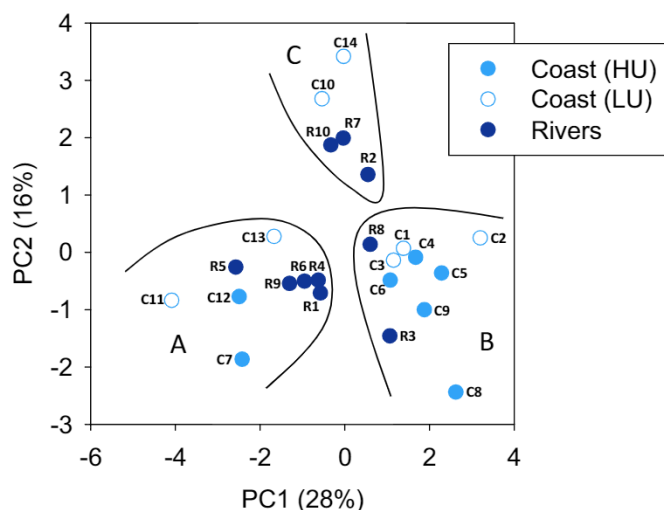 4
3
2
1
0
-1
-2
-3
PC2 (16%)
-6
-4
-2
0
2
4
PC1 (28%)
Coast (HU)
Coast (LU)
Rivers
C
C14
C10
R7
R10
R2
C13
R5
C11
C12
R6
R4
R9
R1
A
C7
R8
C1
C4
C2
C3
C5
C6
C9
R3
B
C8